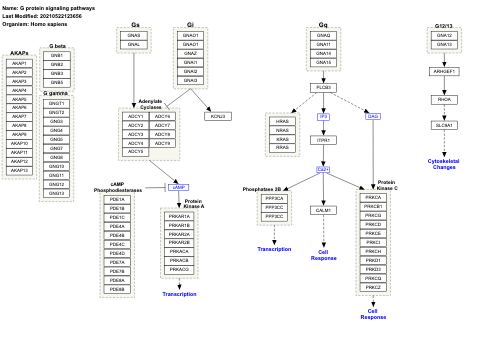 Name: G protein signaling pathways
Last Modified: 20210522123656
Organism: Homo sapiens
Gs
Gi
Gq
G12/13
GNAS
GNAL
GNAO1
GNAO1
GNAZ
GNAI1
GNAI2
GNAI3
GNAQ
GNA11
GNA14
GNA15
GNA12
GNA13
AKAPs
AKAP1
AKAP2
AKAP3
AKAP4
AKAP5
AKAP6
AKAP7
AKAP8
AKAP9
AKAP10
AKAP11
AKAP12
AKAP13
G beta
GNB1
GNB2
GNB3
GNB5
G gamma
GNGT1
GNGT2
GNG3
GNG4
GNG5
GNG7
GNG8
GNG10
GNG11
GNG12
GNG13
Adenylate
Cyclases
ADCY1
ADCY2
ADCY3
ADCY4
ADCY5
ADCY6
ADCY7
ADCY8
ADCY9
KCNJ3
PLCB3
ARHGEF1
RHOA
SLC9A1
Cytoskeletal
Changes
HRAS
NRAS
KRAS
RRAS
IP3
DAG
ITPR1
Ca2+
cAMP
Phosphodiesterases
PDE1A
PDE1B
PDE1C
PDE4A
PDE4B
PDE4C
PDE4D
PDE7A
PDE7B
PDE8A
PDE8B
cAMP
Protein
Kinase A
PRKAR1A
PRKAR1B
PRKAR2A
PRKAR2B
PRKACA
PRKACB
PRKACG
Transcription
Phosphatase 2B
PPP3CA
PPP3CC
PPP3CC
Transcription
CALM1
Cell
Response
Protein
Kinase C
PRKCA
PRKCB1
PRKCG
PRKCD
PRKCE
PRKCI
PRKCH
PRKD1
PRKD3
PRKCQ
PRKCZ
Cell
Response